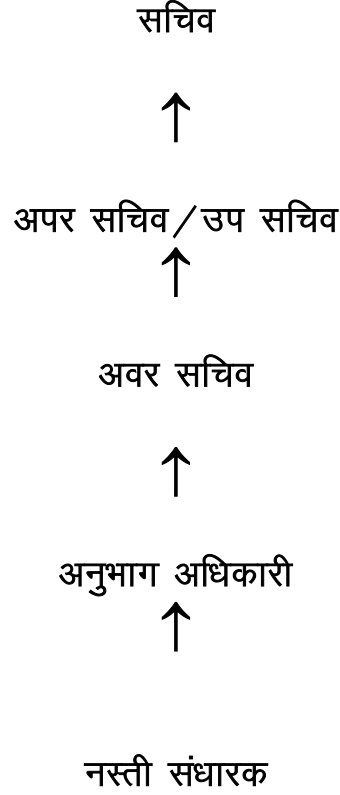 सचिव
↑
अपर सचिव/उप सचिव
↑
अवर सचिव
↑
अनुभाग अधिकारी
↑
नस्ती संधारक